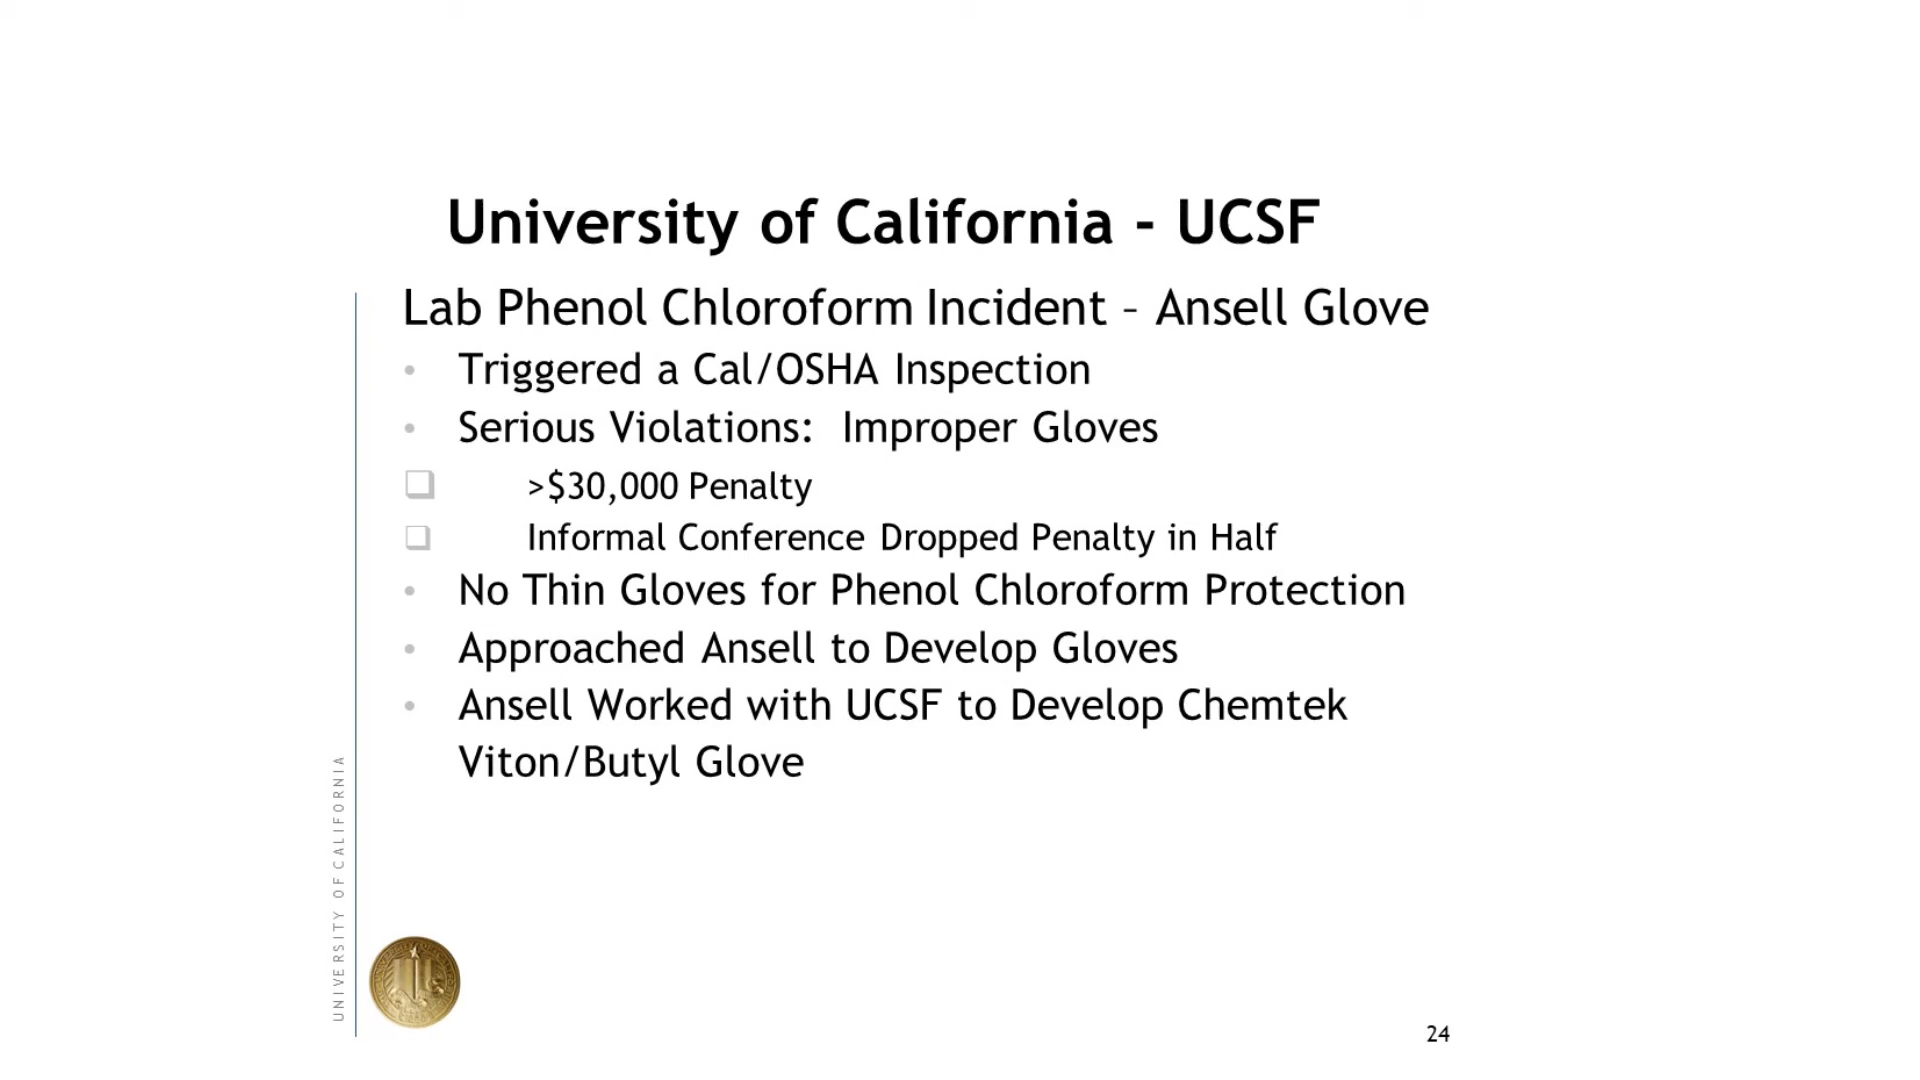 University of California - UCSF
Lab Phenol Chloroform Incident – Ansell Glove
• Triggered a Cal/OSHA Inspection
• Serious Violations: Improper Gloves
❑ >$30,000 Penalty
❑ Informal Conference Dropped Penalty in Half
• No Thin Gloves for Phenol Chloroform Protection
• Approached Ansell to Develop Gloves
• Ansell Worked with UCSF to Develop Chemtek
Viton/Butyl Glove
UNIVERSITY OF CALIFORNIA
24